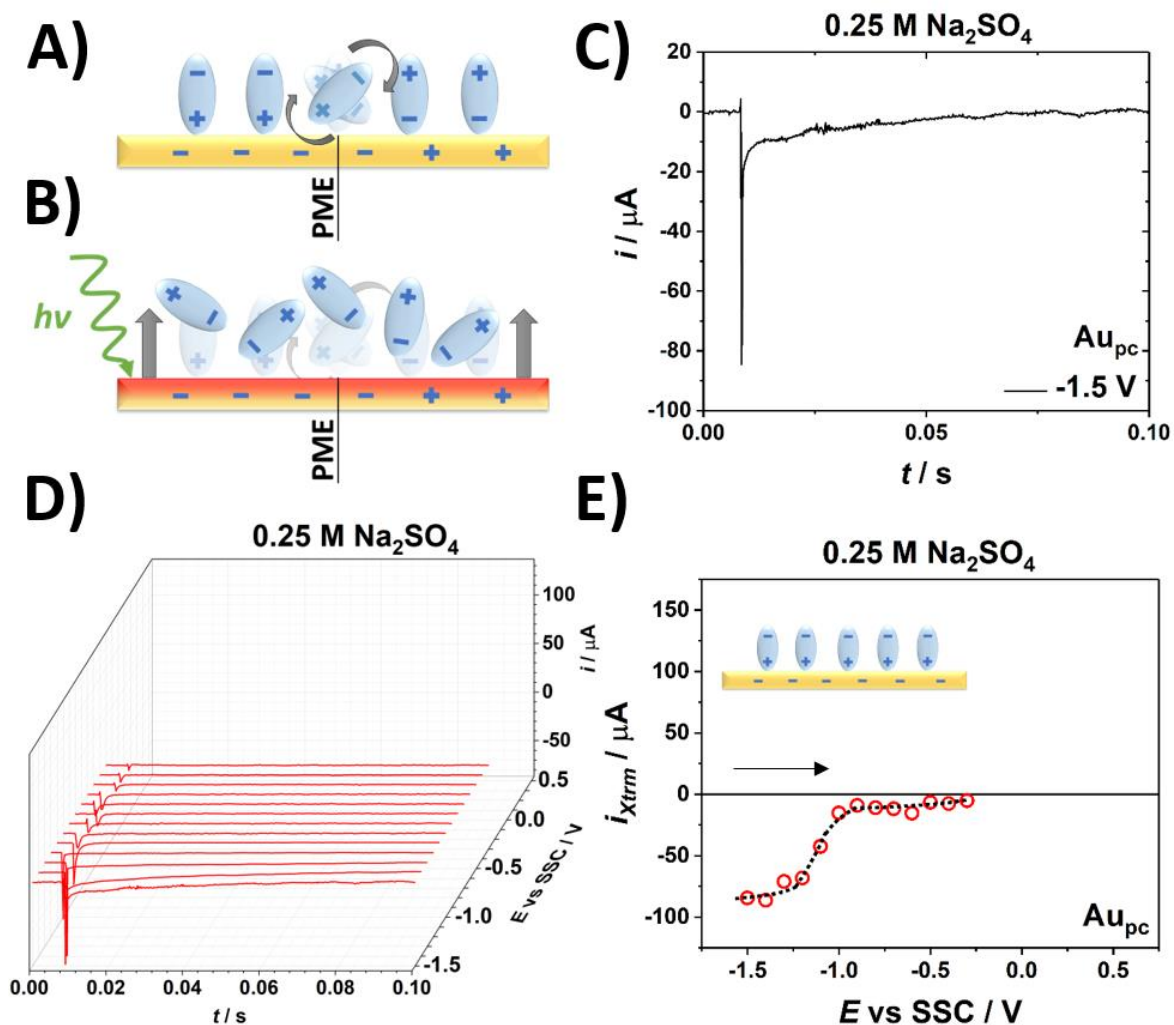 A)
− − − + +
+ + + − −
− − − − + +
PME
B)
hν
− − − − + +
PME
C)
0.25 M Na₂SO₄
20
0
-20
-40
-60
-80
-100
i / μA
Au_pc
-1.5 V
0.00
0.05
0.10
t / s
D)
0.25 M Na₂SO₄
100
50
0
-50
i / μA
0.5
0.0
-0.5
-1.0
-1.5
E vs SSC / V
0.00
0.02
0.04
0.06
0.08
0.10
t / s
E)
0.25 M Na₂SO₄
150
100
50
0
-50
-100
i_Xtrm / μA
− − − − −
+ + + + +
− − − − − −
Au_pc
-1.5
-1.0
-0.5
0.0
0.5
E vs SSC / V